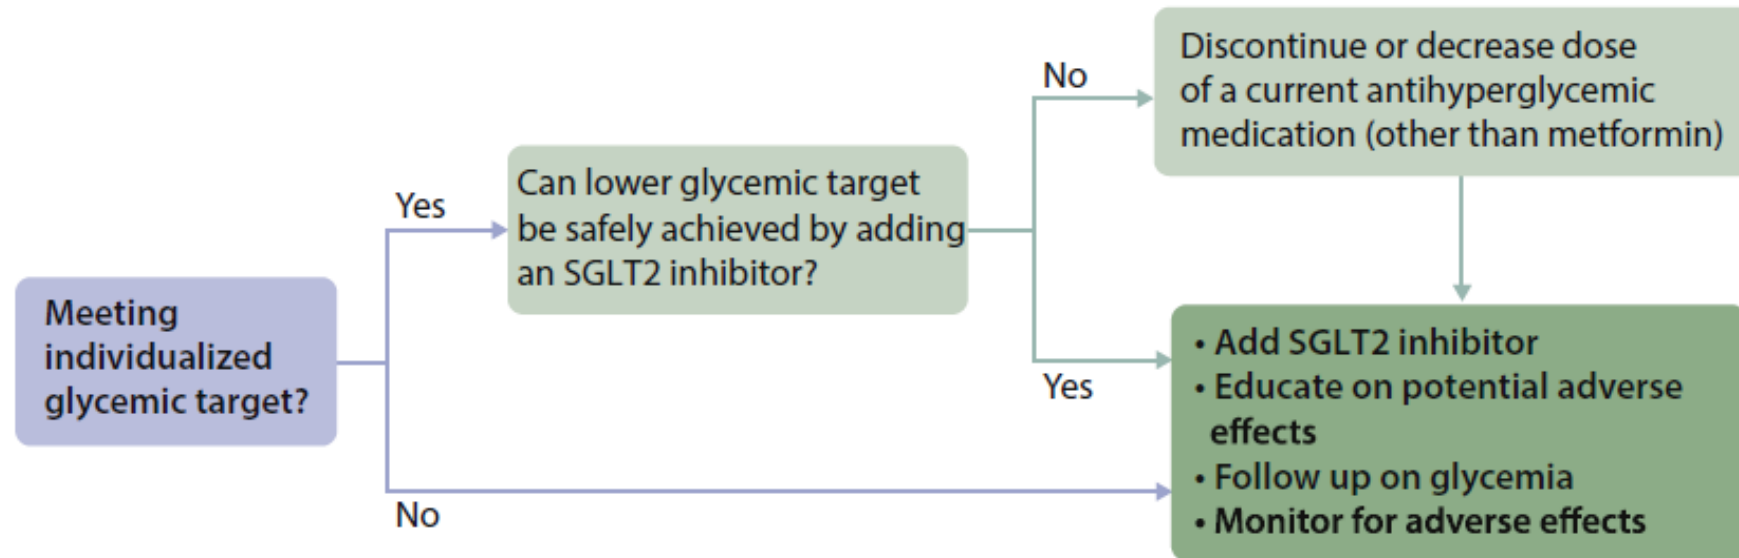 Meeting
individualized
glycemic target?
Yes
No
Can lower glycemic target
be safely achieved by adding
an SGLT2 inhibitor?
No
Yes
Discontinue or decrease dose
of a current antihyperglycemic
medication (other than metformin)
• Add SGLT2 inhibitor
• Educate on potential adverse
effects
• Follow up on glycemia
• Monitor for adverse effects